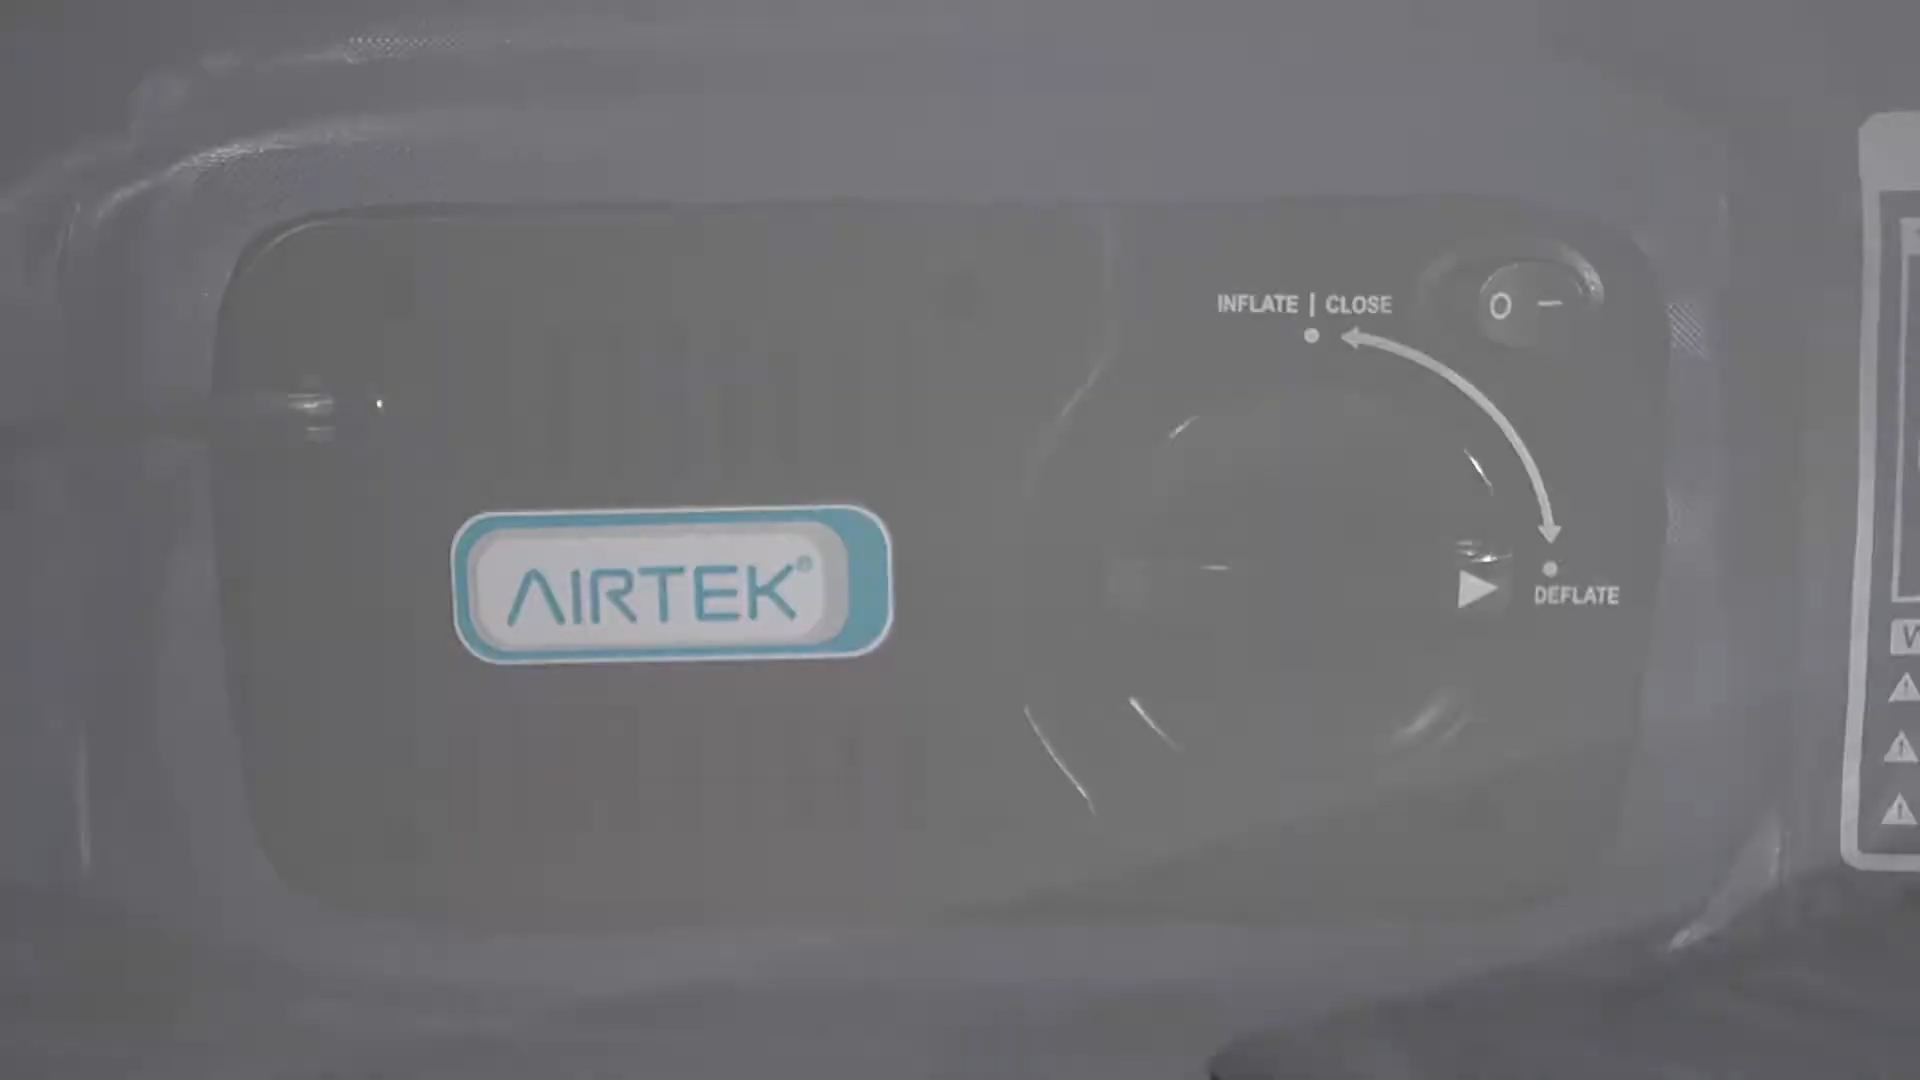 INFLATE | CLOSE
O –
AIRTEK®
DEFLATE